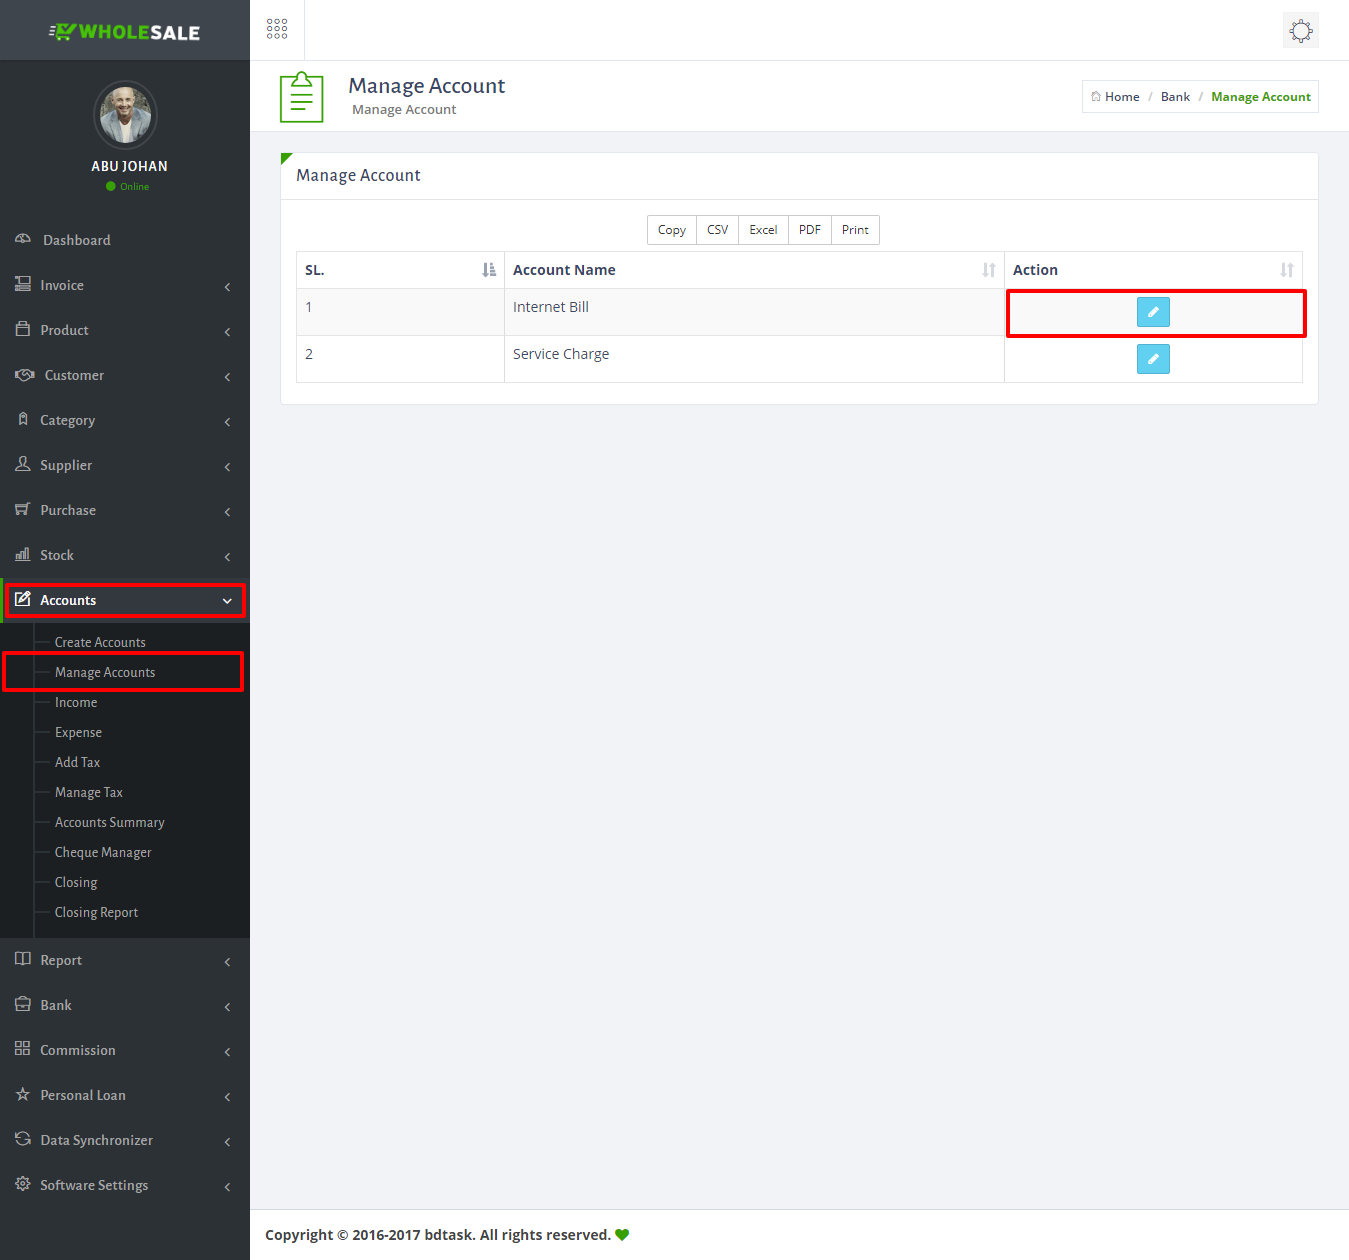 WHOLESALE
ABU JOHAN
Online
Dashboard
Invoice
Product
Customer
Category
Supplier
Purchase
Stock
Accounts
Create Accounts
Manage Accounts
Income
Expense
Add Tax
Manage Tax
Accounts Summary
Cheque Manager
Closing
Closing Report
Report
Bank
Commission
Personal Loan
Data Synchronizer
Software Settings
Manage Account
Manage Account
Home / Bank / Manage Account
Manage Account
Copy CSV Excel PDF Print
SL. Account Name Action
1 Internet Bill
2 Service Charge
Copyright © 2016-2017 bdtask. All rights reserved.